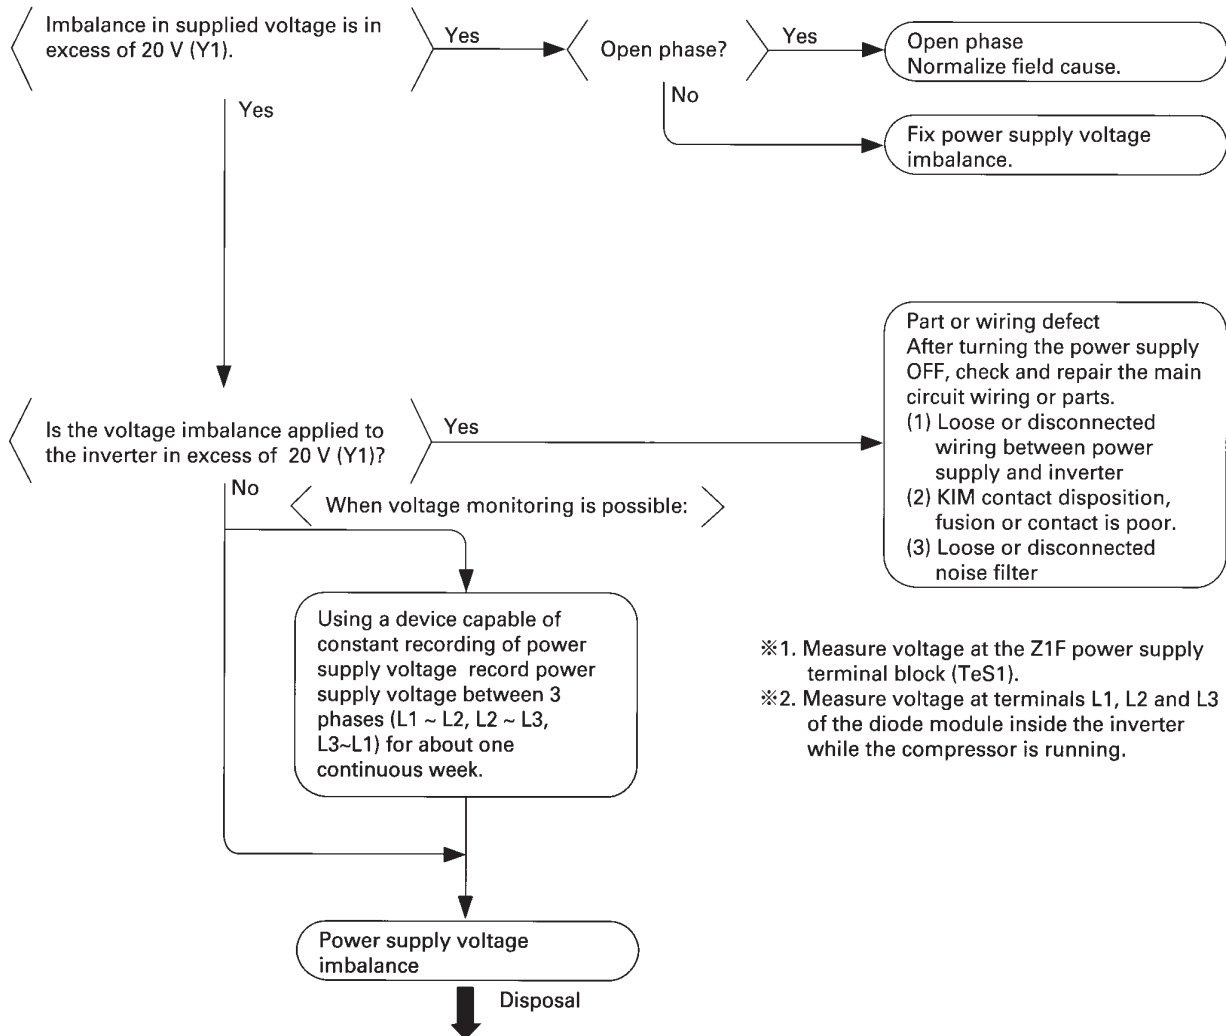 Imbalance in supplied voltage is in
excess of 20 V (Y1).
Yes
Open phase?
Yes
Open phase
Normalize field cause.
No
Fix power supply voltage
imbalance.
Yes
Is the voltage imbalance applied to
the inverter in excess of 20 V (Y1)?
Yes
Part or wiring defect
After turning the power supply
OFF, check and repair the main
circuit wiring or parts.
(1) Loose or disconnected
wiring between power
supply and inverter
(2) KIM contact disposition,
fusion or contact is poor.
(3) Loose or disconnected
noise filter
No
When voltage monitoring is possible:
Using a device capable of
constant recording of power
supply voltage record power
supply voltage between 3
phases (L1 ~ L2, L2 ~ L3,
L3~L1) for about one
continuous week.
※1. Measure voltage at the Z1F power supply
terminal block (TeS1).
※2. Measure voltage at terminals L1, L2 and L3
of the diode module inside the inverter
while the compressor is running.
Power supply voltage
imbalance
Disposal